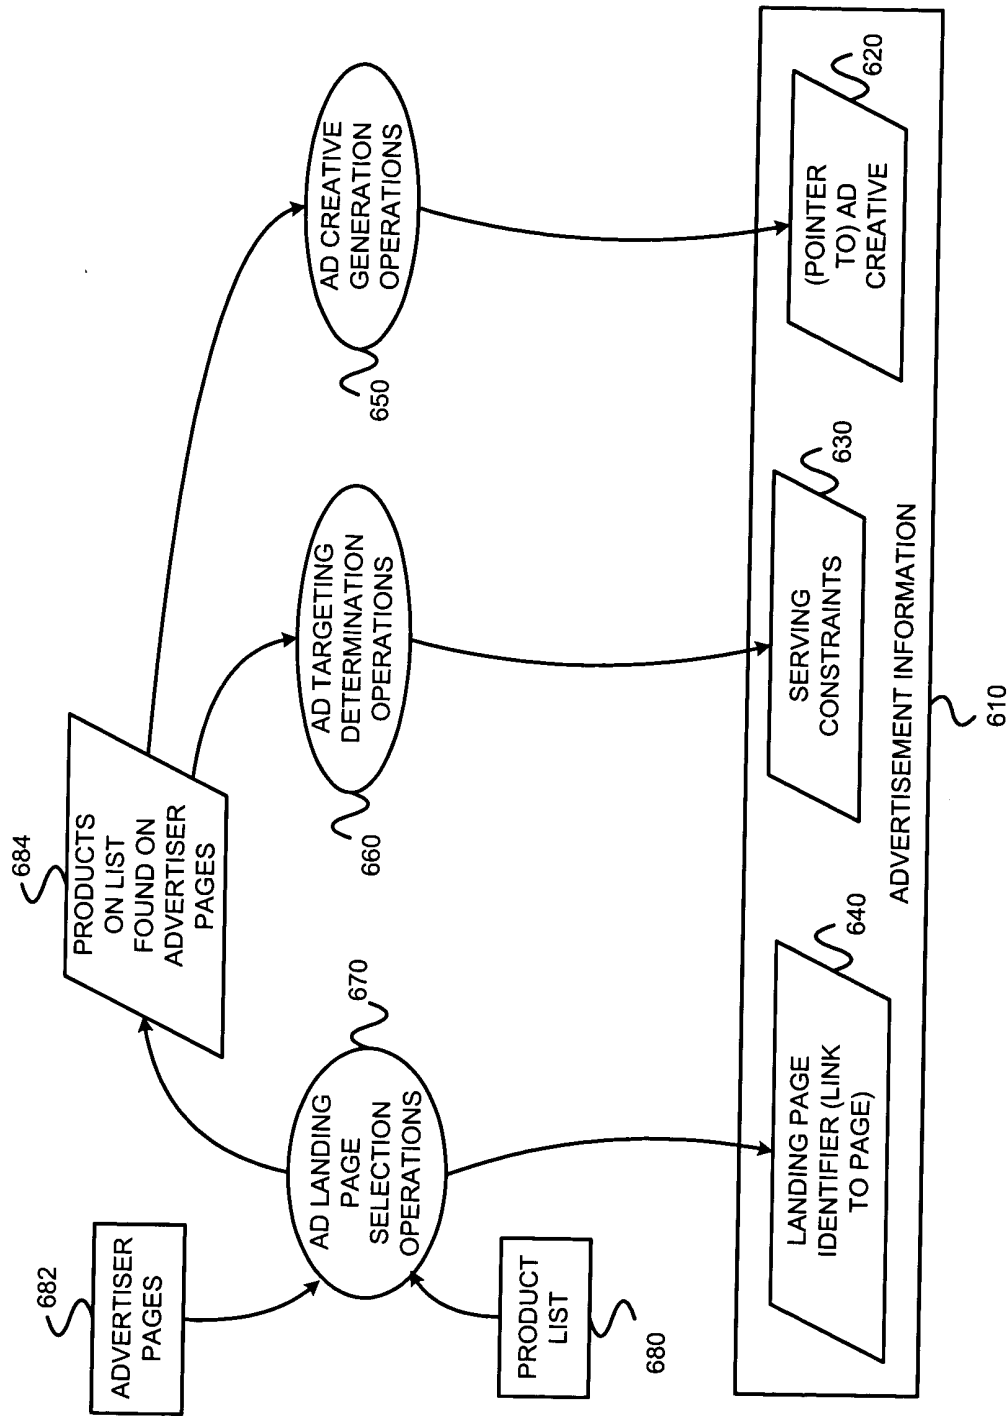 684
PRODUCTS
ON LIST
FOUND ON
ADVERTISER
PAGES
682
ADVERTISER
PAGES
670
AD LANDING
PAGE
SELECTION
OPERATIONS
660
AD TARGETING
DETERMINATION
OPERATIONS
650
AD CREATIVE
GENERATION
OPERATIONS
PRODUCT
LIST
680
640
LANDING PAGE
IDENTIFIER (LINK
TO PAGE)
630
SERVING
CONSTRAINTS
620
(POINTER
TO) AD
CREATIVE
ADVERTISEMENT INFORMATION
610